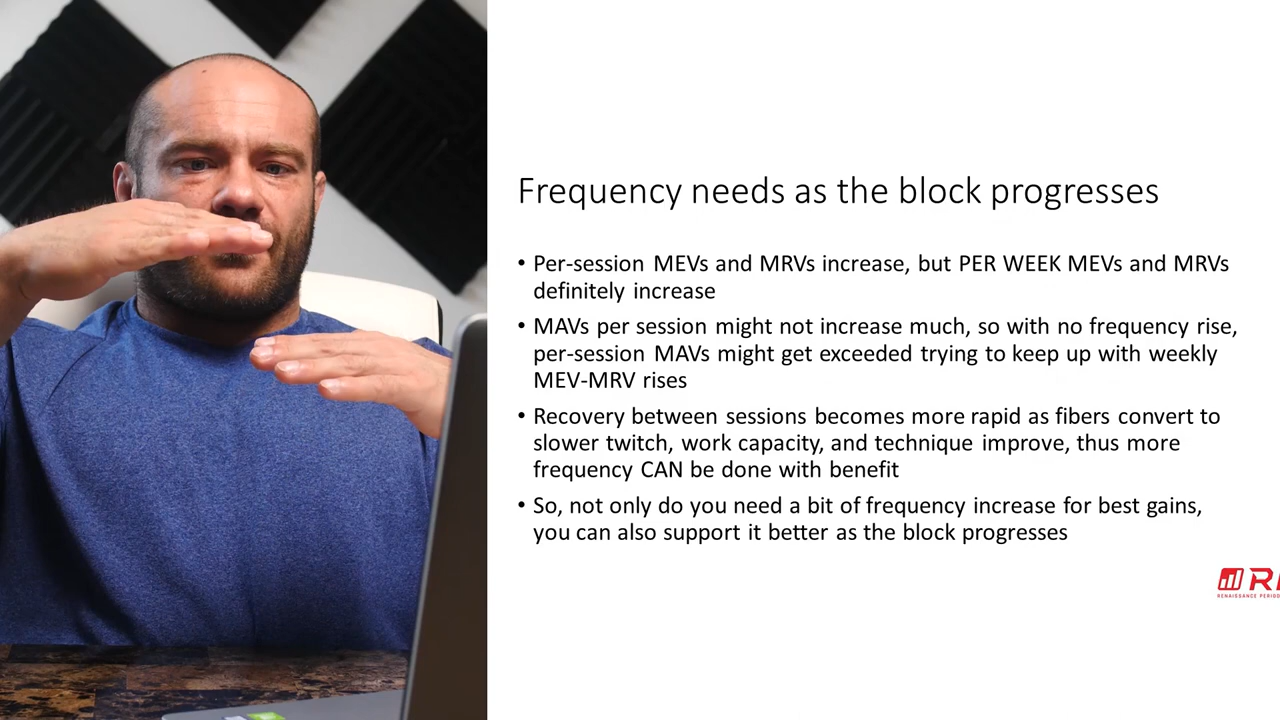 Frequency needs as the block progresses
• Per-session MEVs and MRVs increase, but PER WEEK MEVs and MRVs
definitely increase
• MAVs per session might not increase much, so with no frequency rise,
per-session MAVs might get exceeded trying to keep up with weekly
MEV-MRV rises
• Recovery between sessions becomes more rapid as fibers convert to
slower twitch, work capacity, and technique improve, thus more
frequency CAN be done with benefit
• So, not only do you need a bit of frequency increase for best gains,
you can also support it better as the block progresses
RENAISSANCE